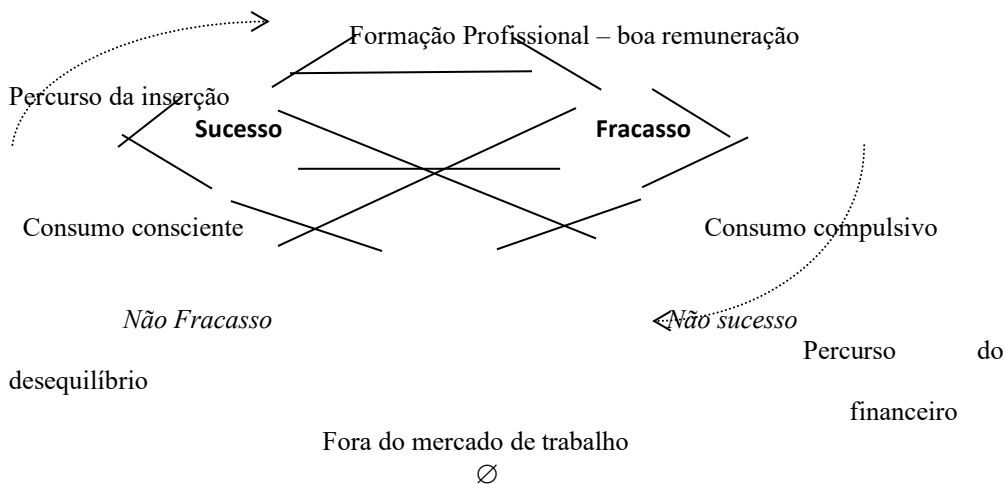 Formação Profissional – boa remuneração
Percurso da inserção
Sucesso Fracasso
Consumo consciente Consumo compulsivo
Não Fracasso Não sucesso
Percurso do
desequilíbrio
financeiro
Fora do mercado de trabalho
∅